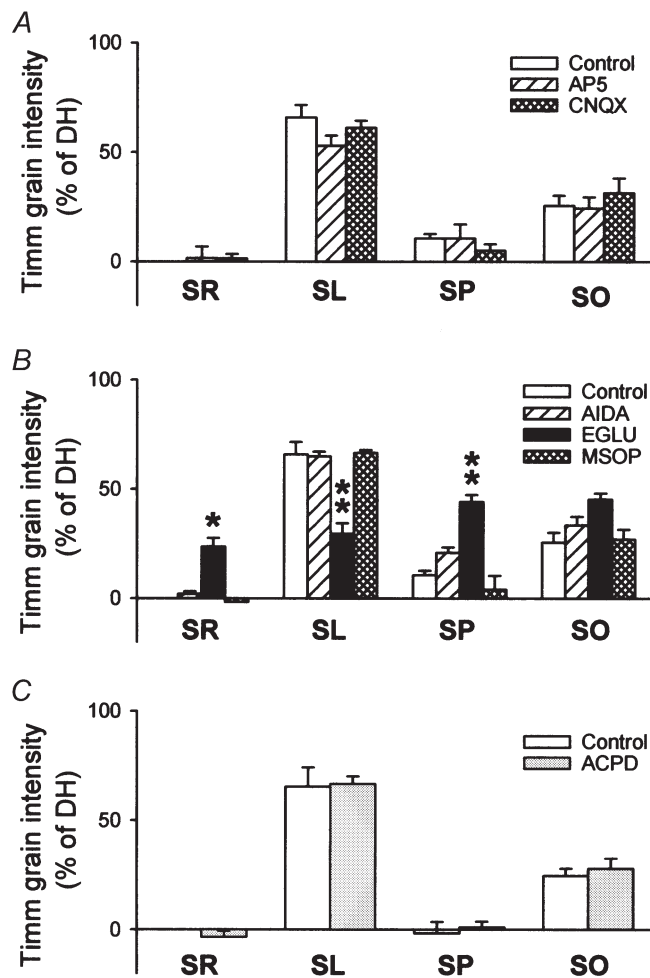 A
100
50
0
Timm grain intensity
(% of DH)
Control
AP5
CNQX
SR SL SP SO
B
100
50
0
Timm grain intensity
(% of DH)
Control
AIDA
EGLU
MSOP
*
**
**
SR SL SP SO
C
100
50
0
Timm grain intensity
(% of DH)
Control
ACPD
SR SL SP SO